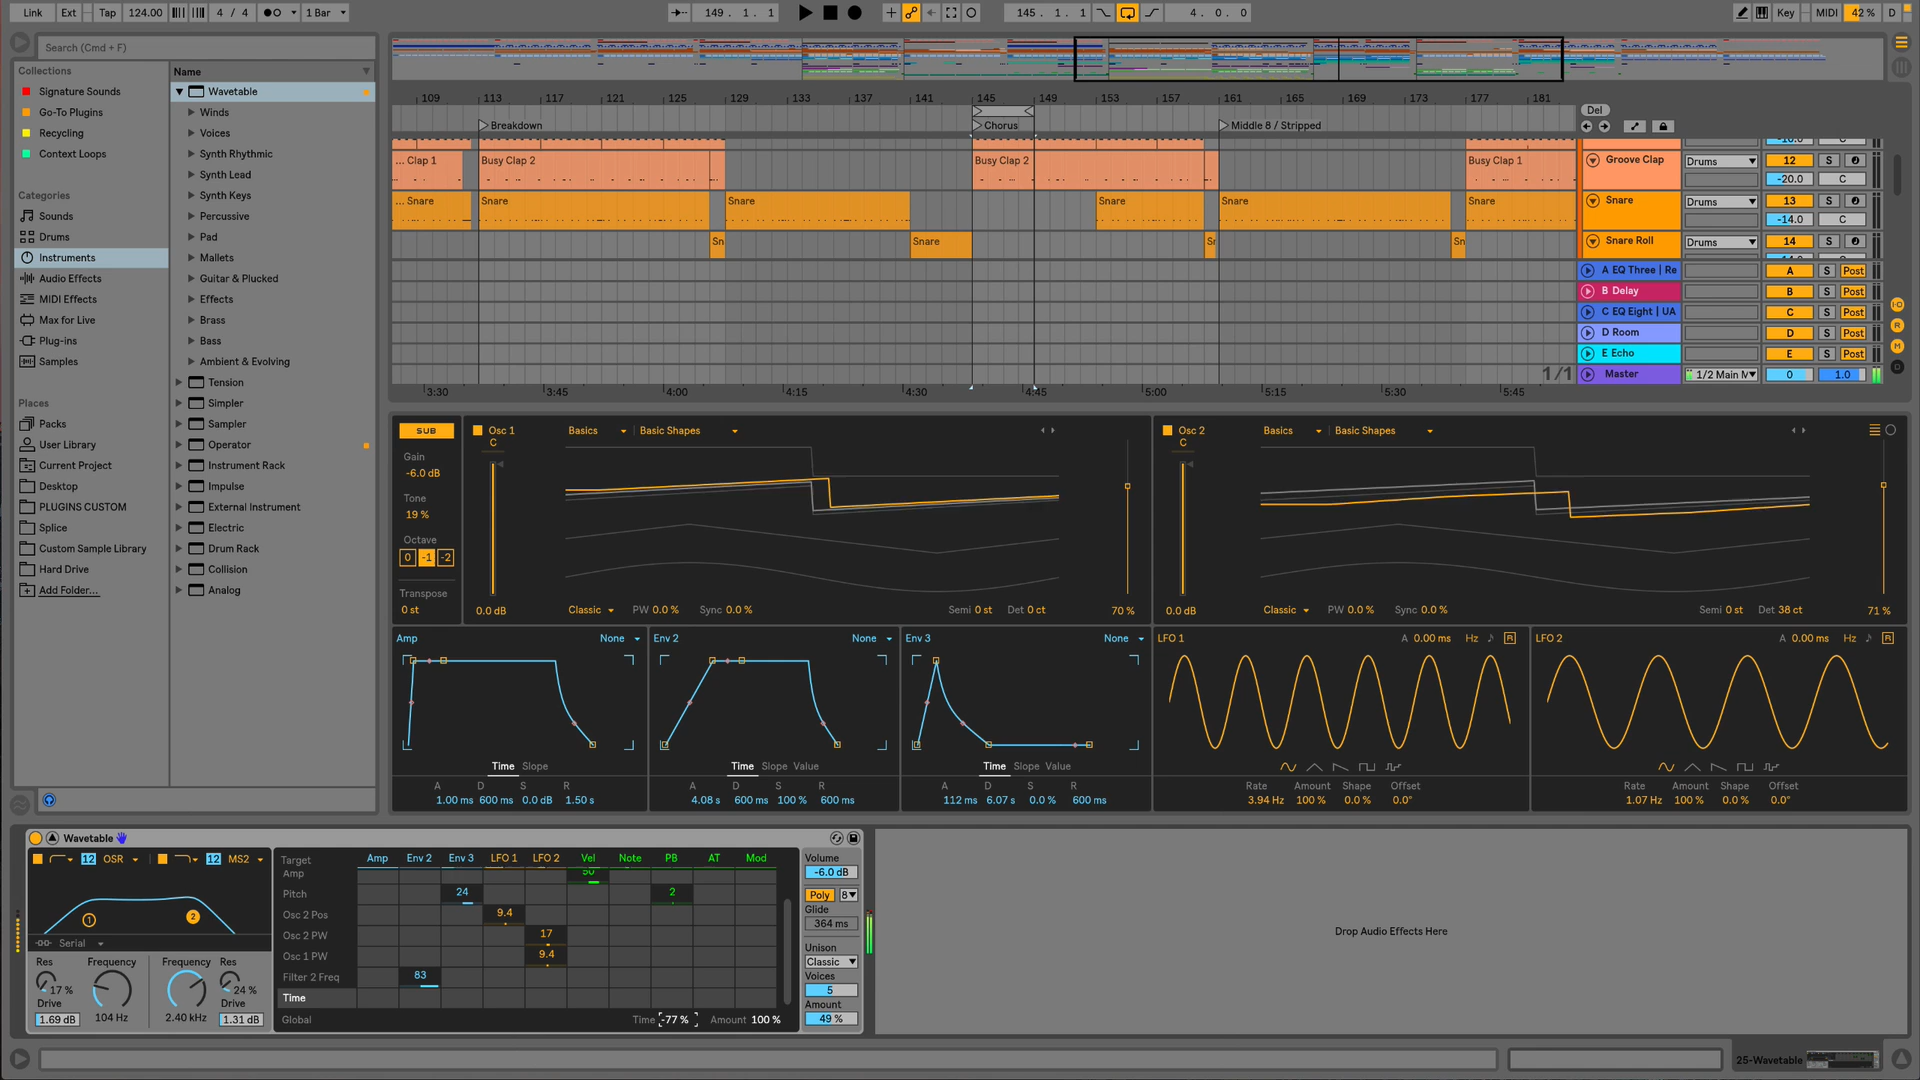 Link Ext Tap 124.00 4 / 4 1 Bar 149. 1. 1 145. 1. 1 4. 0. 0 Key MIDI 42 % D
Search (Cmd + F)
Collections
Signature Sounds
Go-To Plugins
Recycling
Context Loops
Categories
Sounds
Drums
Instruments
Audio Effects
MIDI Effects
Max for Live
Plug-ins
Samples
Places
Packs
User Library
Current Project
Desktop
PLUGINS CUSTOM
Splice
Custom Sample Library
Hard Drive
Add Folder...
Name
Wavetable
Winds
Voices
Synth Rhythmic
Synth Lead
Synth Keys
Percussive
Pad
Mallets
Guitar & Plucked
Effects
Brass
Bass
Ambient & Evolving
Tension
Simpler
Sampler
Operator
Instrument Rack
Impulse
External Instrument
Electric
Drum Rack
Collision
Analog
109 113 117 121 125 129 133 137 141 145 149 153 157 161 165 169 173 177 181
Del
Breakdown Chorus Middle 8 / Stripped
... Clap 1 Busy Clap 2 Busy Clap 2 Busy Clap 1 Groove Clap Drums 12 S
-20.0 C
... Snare Snare Snare Snare Snare Snare Snare Drums 13 S
-14.0 C
Sn Snare Sn Snare Roll Drums 14 S
A EQ Three | Re A S Post
B Delay B S Post
C EQ Eight | UA C S Post
D Room D S Post
E Echo E S Post
1/1 Master 1/2 Main 0 1.0
3:30 3:45 4:00 4:15 4:30 4:45 5:00 5:15 5:30 5:45
SUB
Gain
-6.0 dB
Tone
19 %
Octave
0 -1 -2
Transpose
0 st
Osc 1 Basics Basic Shapes
C
0.0 dB Classic PW 0.0 % Sync 0.0 % Semi 0 st Det 0 ct 70 %
Osc 2 Basics Basic Shapes
C
0.0 dB Classic PW 0.0 % Sync 0.0 % Semi 0 st Det 38 ct 71 %
Amp None
Time Slope
A D S R
1.00 ms 600 ms 0.0 dB 1.50 s
Env 2 None
Time Slope Value
A D S R
4.08 s 600 ms 100 % 600 ms
Env 3 None
Time Slope Value
A D S R
112 ms 6.07 s 0.0 % 600 ms
LFO 1 A 0.00 ms Hz R
Rate Amount Shape Offset
3.94 Hz 100 % 0.0 % 0.0°
LFO 2 A 0.00 ms Hz R
Rate Amount Shape Offset
1.07 Hz 100 % 0.0 % 0.0°
Wavetable
12 OSR 12 MS2
1 2
Serial
Res Frequency Frequency Res
17 % 24 %
Drive Drive
1.69 dB 104 Hz 2.40 kHz 1.31 dB
Target Amp Env 2 Env 3 LFO 1 LFO 2 Vel Note PB AT Mod
Amp 50
Pitch 24 2
Osc 2 Pos 9.4
Osc 2 PW 17
Osc 1 PW 9.4
Filter 2 Freq 83
Time
Global Time -77 % Amount 100 %
Volume
-6.0 dB
Poly 8
Glide
364 ms
Unison
Classic
Voices
5
Amount
49 %
Drop Audio Effects Here
25-Wavetable